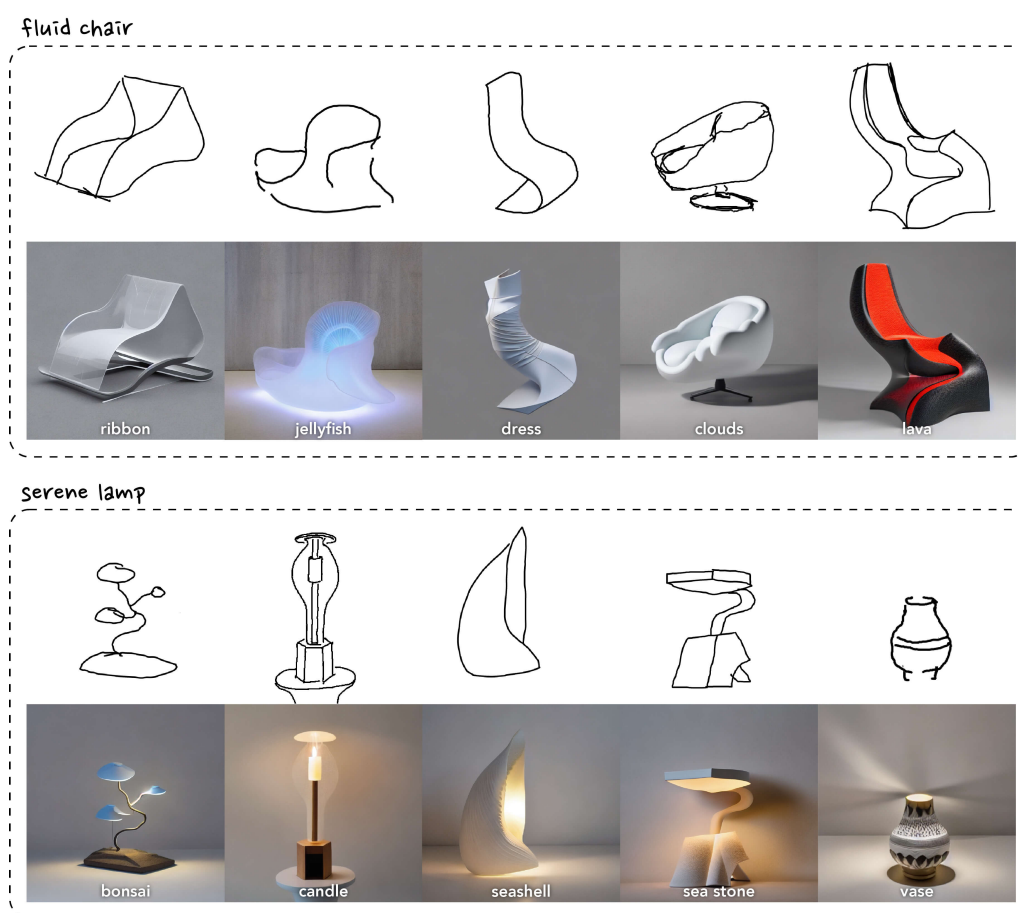 fluid chair
ribbon
jellyfish
dress
clouds
lava
serene lamp
bonsai
candle
seashell
sea stone
vase